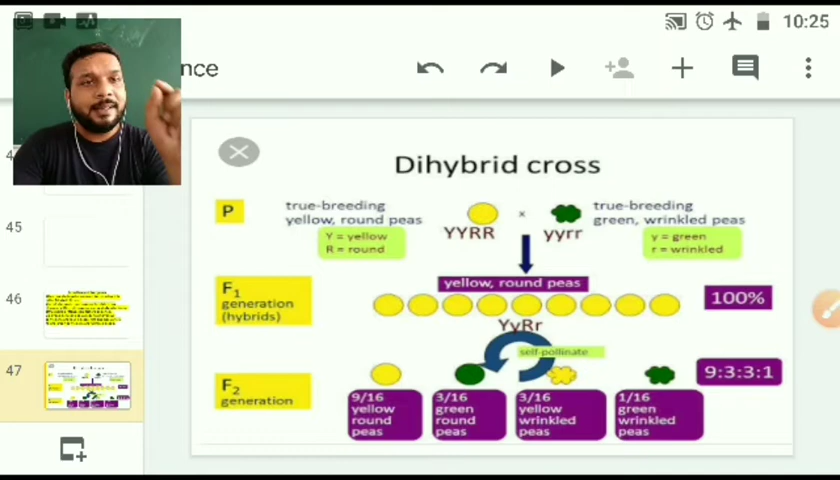 10:25
nce
45
46
47
Dihybrid cross
P
true-breeding
yellow, round peas
Y = yellow
R = round
YYRR
x
yyrr
true-breeding
green, wrinkled peas
y = green
r = wrinkled
F1
generation
(hybrids)
yellow, round peas
100%
YyRr
self-pollinate
F2
generation
9/16
yellow
round
peas
3/16
green
round
peas
3/16
yellow
wrinkled
peas
1/16
green
wrinkled
peas
9:3:3:1